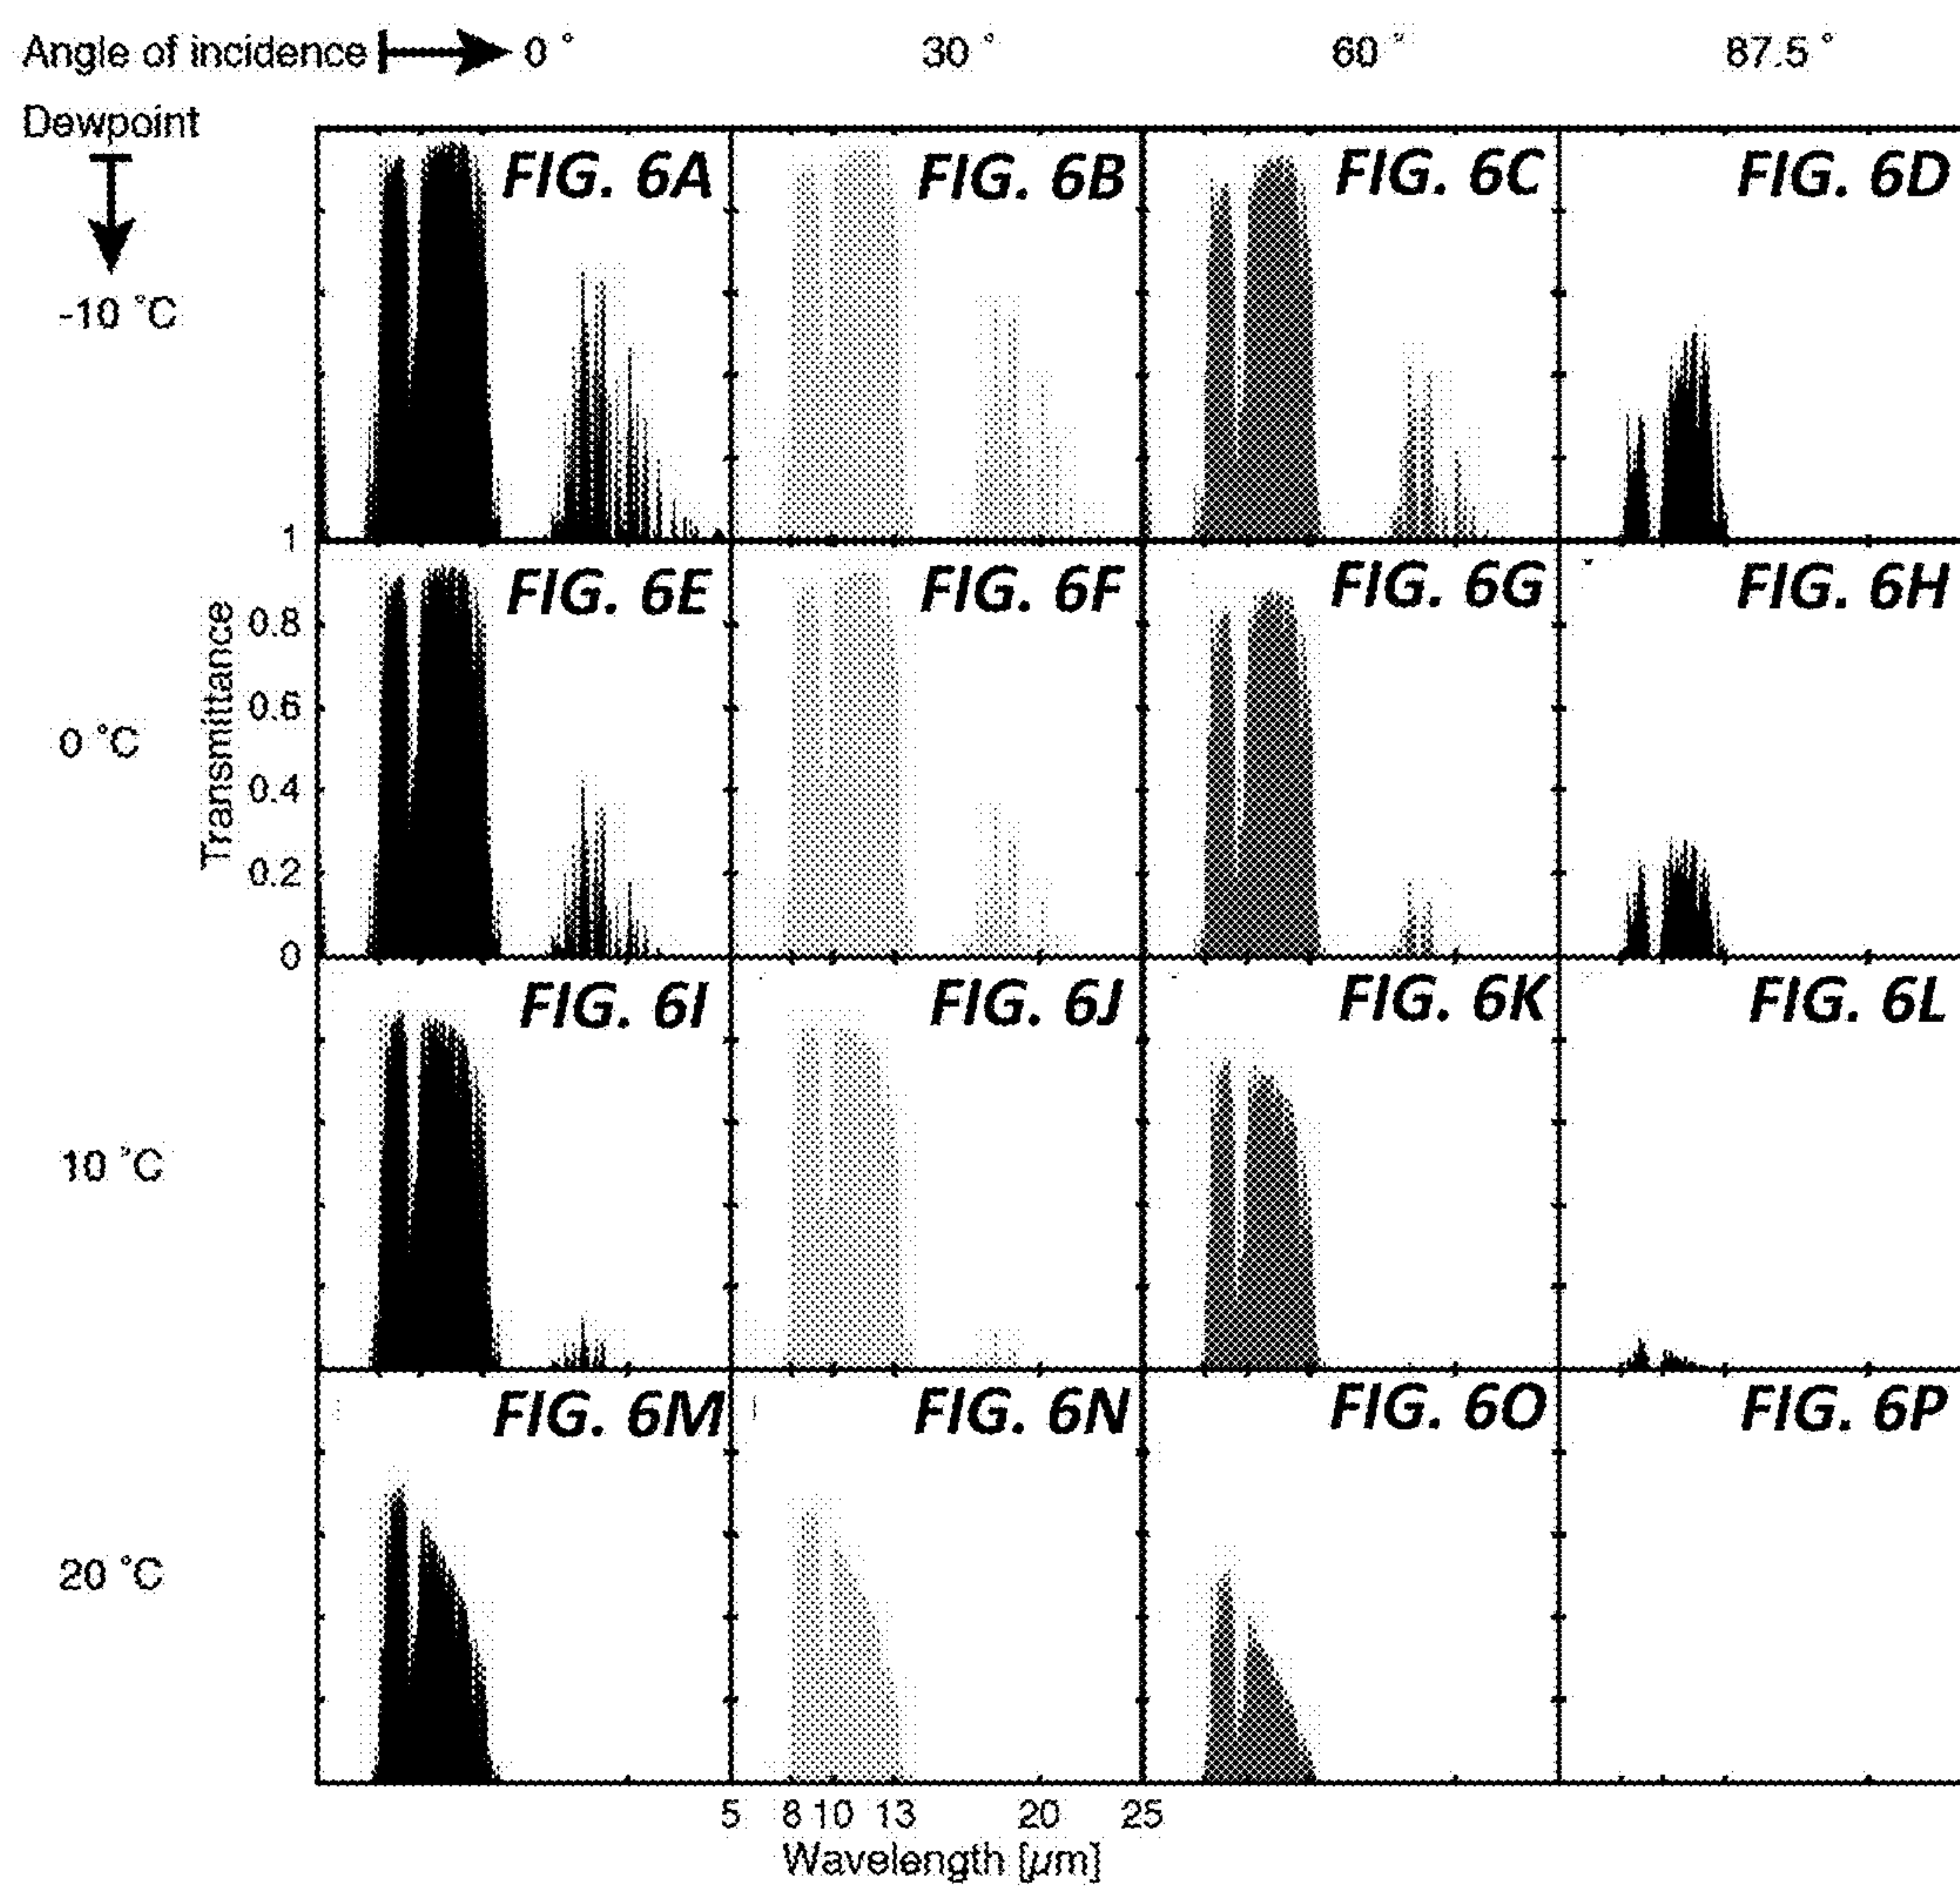 Angle of incidence 0 ° 30 ° 60 ° 87.5 °
Dewpoint
FIG. 6A FIG. 6B FIG. 6C FIG. 6D
-10 °C
1
FIG. 6E FIG. 6F FIG. 6G FIG. 6H
0.8
0.6
0 °C
Transmittance
0.4
0.2
0
FIG. 6I FIG. 6J FIG. 6K FIG. 6L
10 °C
FIG. 6M FIG. 6N FIG. 6O FIG. 6P
20 °C
5 8 10 13 20 25
Wavelength [μm]